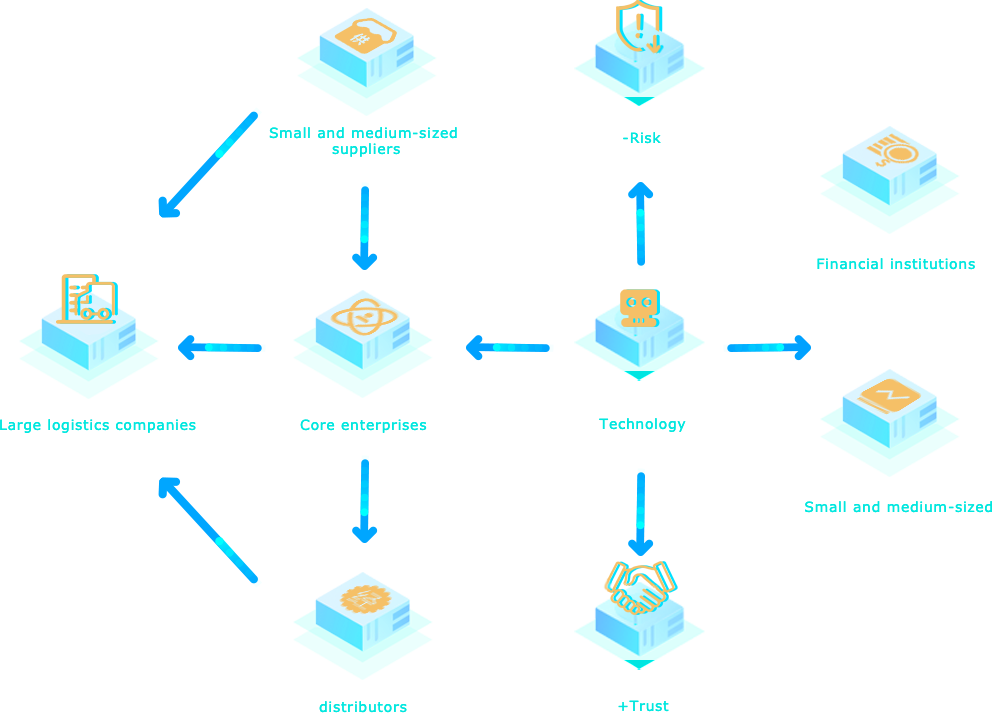 Small and medium-sized
suppliers
-Risk
Financial institutions
Large logistics companies
Core enterprises
Technology
Small and medium-sized
distributors
+Trust